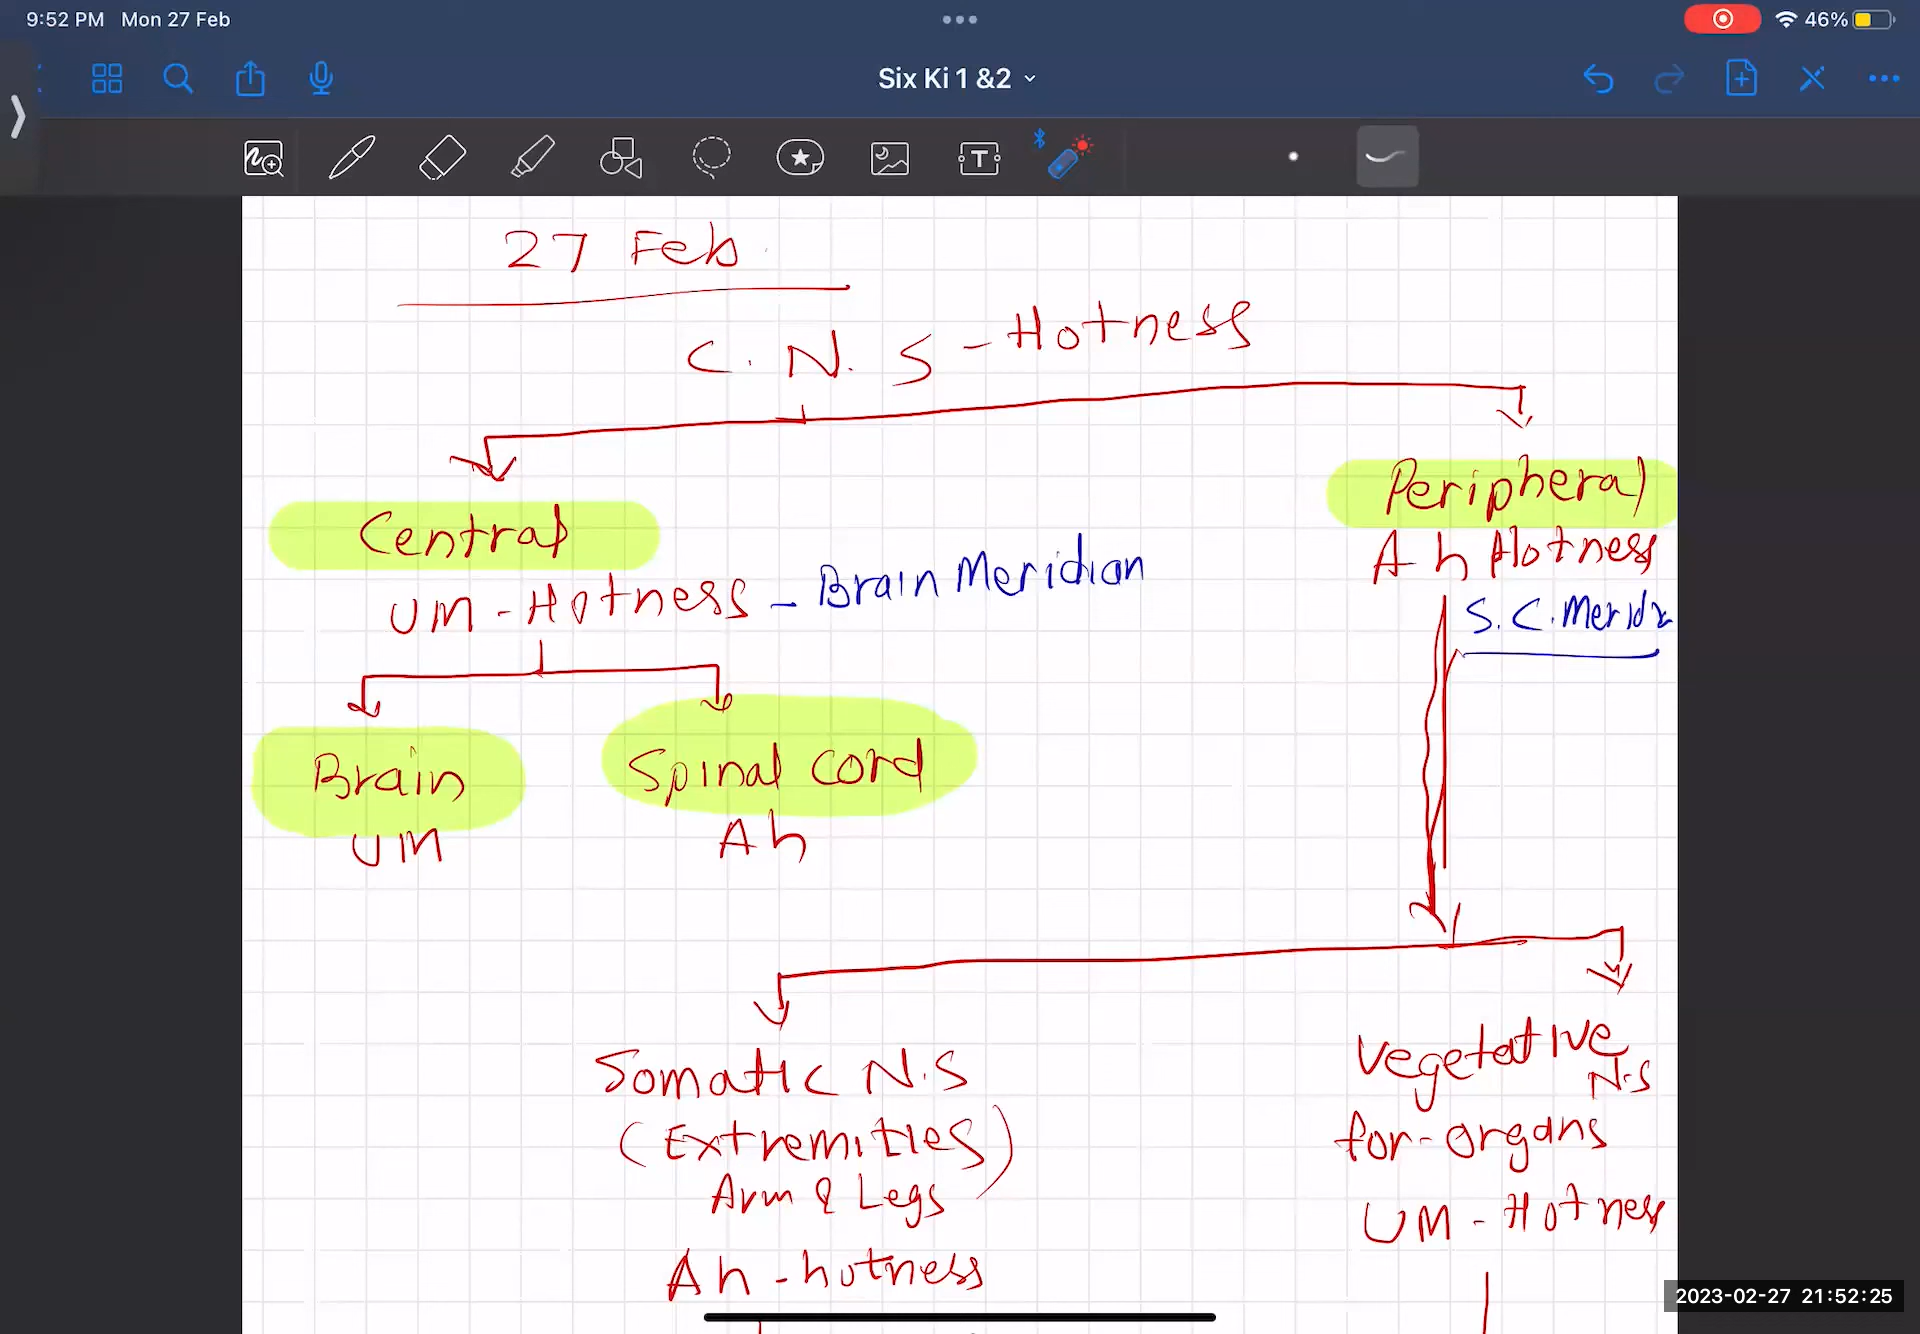 9:52 PM Mon 27 Feb
46%
Six Ki 1 &2
T
27 Feb
C.N.S - Hotness
Central
Peripheral
UM - Hotness - Brain Meridian
Ah Hotness
S.C. Merid
Brain
Spinal cord
UM
Ah
Somatic N.S
Vegetative N.S
(Extremities)
for-organs
Arm & Legs
UM - Hotness
Ah - hotness
2023-02-27 21:52:25